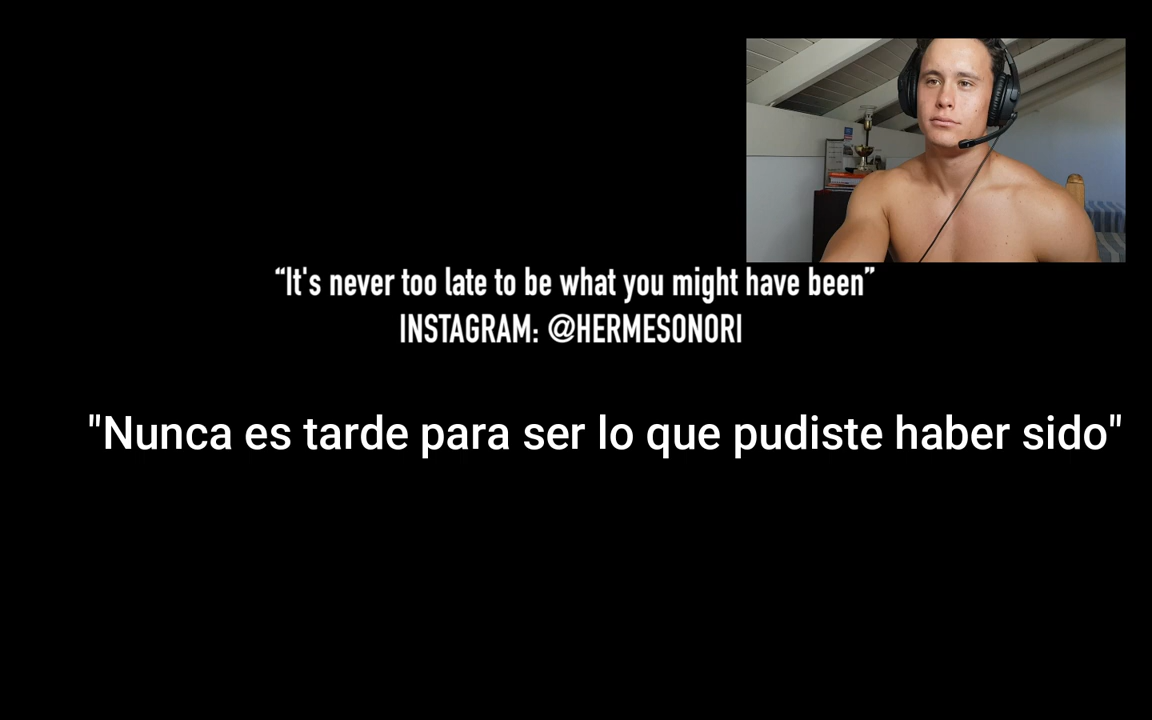 “It's never too late to be what you might have been”
INSTAGRAM: @HERMESONORI
"Nunca es tarde para ser lo que pudiste haber sido"